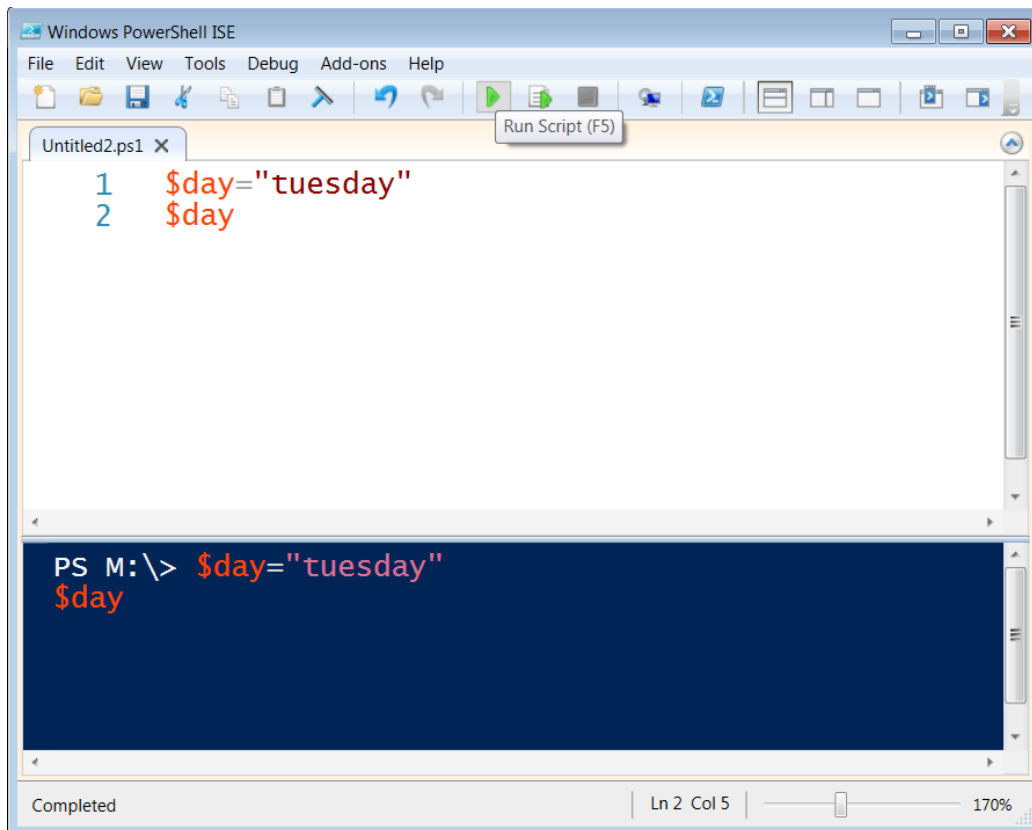 Windows PowerShell ISE
File Edit View Tools Debug Add-ons Help
Run Script (F5)
Untitled2.ps1 X
1 $day="tuesday"
2 $day
PS M:\> $day="tuesday"
$day
Completed Ln 2 Col 5 170%